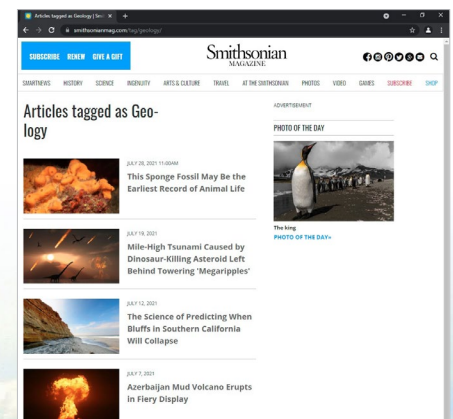 Articles tagged as Geology | Smit
smithsonianmag.com/tag/geology/
SUBSCRIBE RENEW GIVE A GIFT
Smithsonian
MAGAZINE
SMARTNEWS HISTORY SCIENCE INGENUITY ARTS & CULTURE TRAVEL AT THE SMITHSONIAN PHOTOS VIDEO GAMES SUBSCRIBE SHOP
Articles tagged as Geo-
logy
JULY 28, 2021 11:00AM
This Sponge Fossil May Be the
Earliest Record of Animal Life
JULY 19, 2021
Mile-High Tsunami Caused by
Dinosaur-Killing Asteroid Left
Behind Towering 'Megaripples'
JULY 12, 2021
The Science of Predicting When
Bluffs in Southern California
Will Collapse
JULY 7, 2021
Azerbaijan Mud Volcano Erupts
in Fiery Display
ADVERTISEMENT
PHOTO OF THE DAY
The king
PHOTO OF THE DAY»